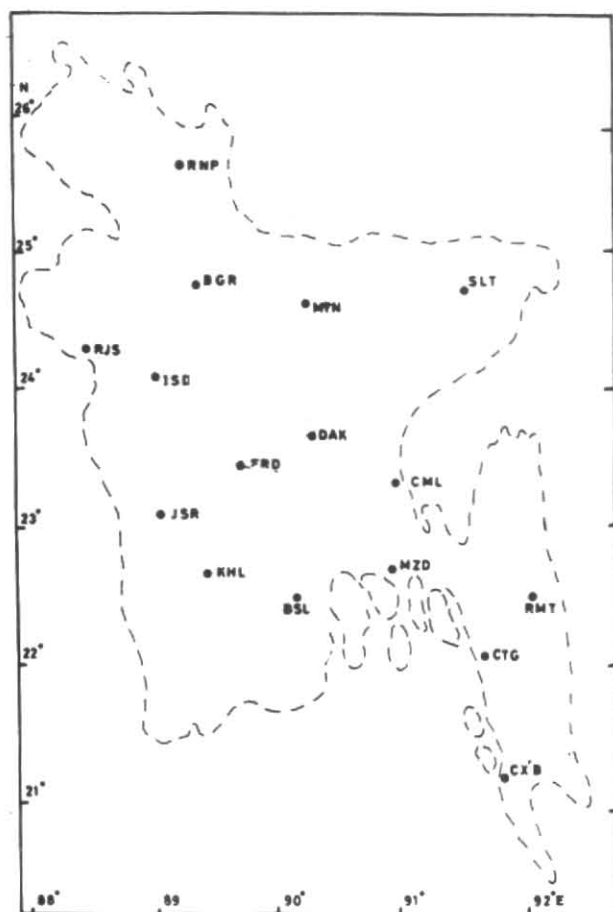 N
26°
RNP
25°
BGR
SLT
MTN
RJS
24°
ISD
DAK
FRD
CML
23°
JSR
KHL
MZD
BSL
RMT
22°
CTG
CX'B
21°
88°
89
90°
91°
92°E